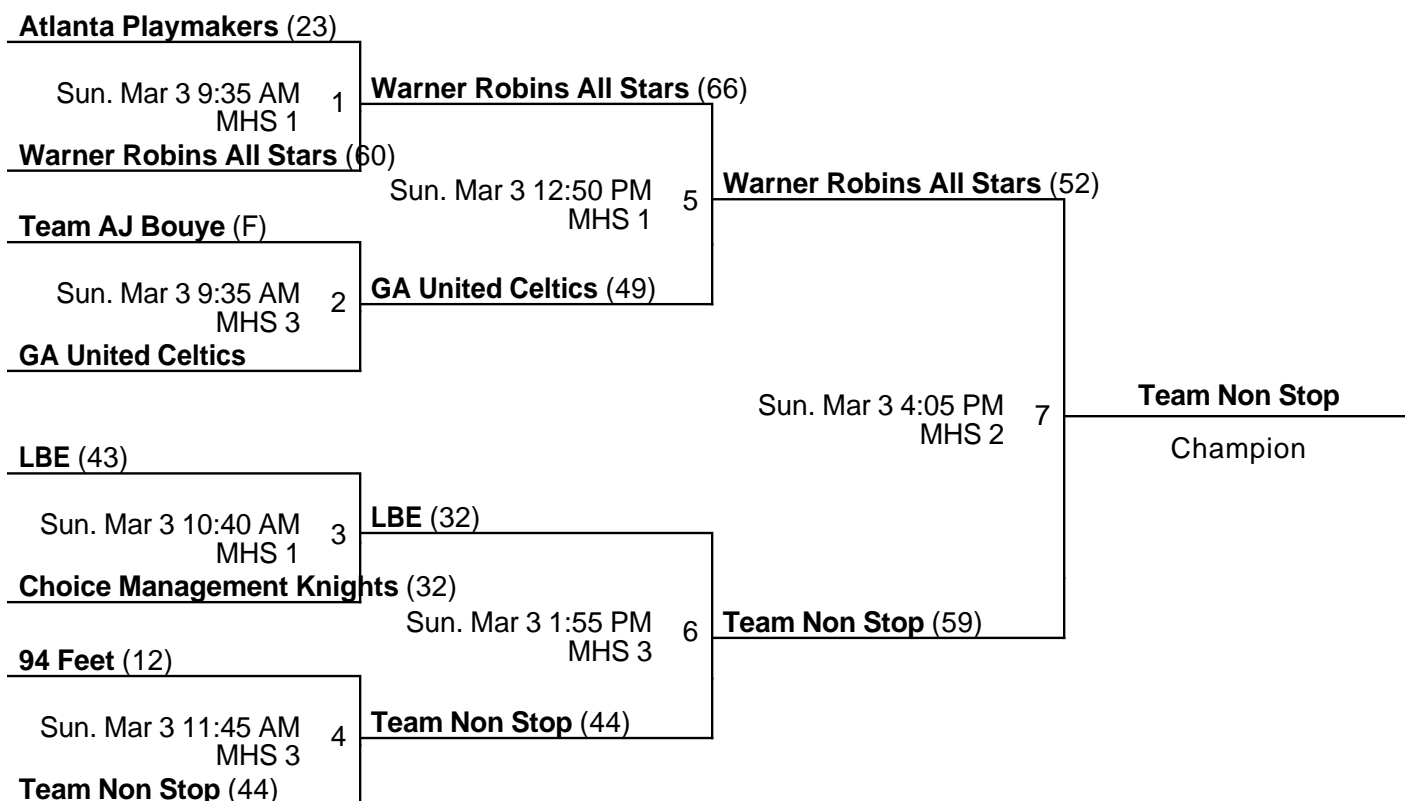 Atlanta Playmakers (23)
Sun. Mar 3 9:35 AM
MHS 1
1
Warner Robins All Stars (60)
Team AJ Bouye (F)
Sun. Mar 3 9:35 AM
MHS 3
2
GA United Celtics
LBE (43)
Sun. Mar 3 10:40 AM
MHS 1
3
Choice Management Knights (32)
94 Feet (12)
Sun. Mar 3 11:45 AM
MHS 3
4
Team Non Stop (44)
Warner Robins All Stars (66)
Sun. Mar 3 12:50 PM
MHS 1
5
GA United Celtics (49)
LBE (32)
Sun. Mar 3 1:55 PM
MHS 3
6
Team Non Stop (44)
Warner Robins All Stars (52)
Sun. Mar 3 4:05 PM
MHS 2
7
Team Non Stop (59)
Team Non Stop
Champion